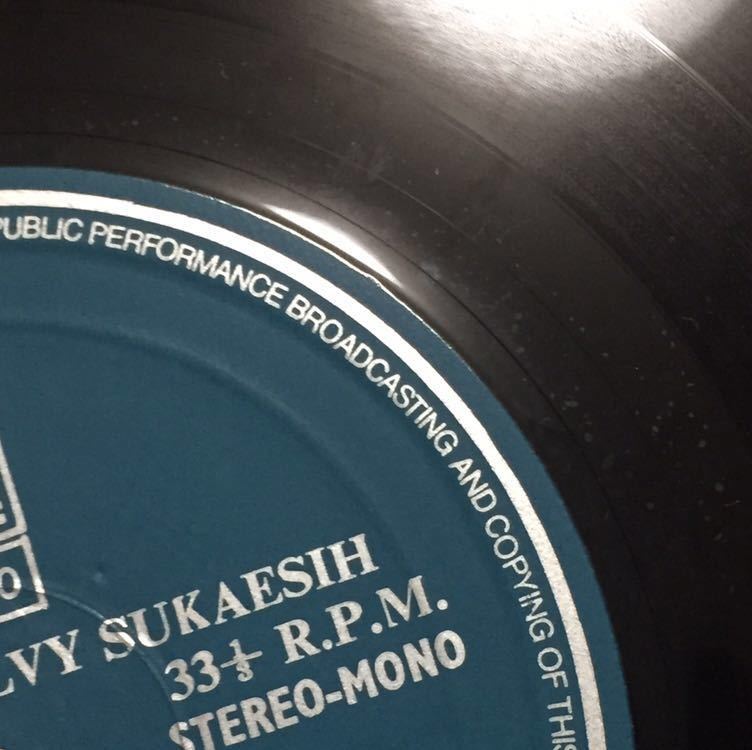 PUBLIC PERFORMANCE BROADCASTING AND COPYING OF THIS
LVY SUKAESIH
33⅓ R.P.M.
STEREO-MONO